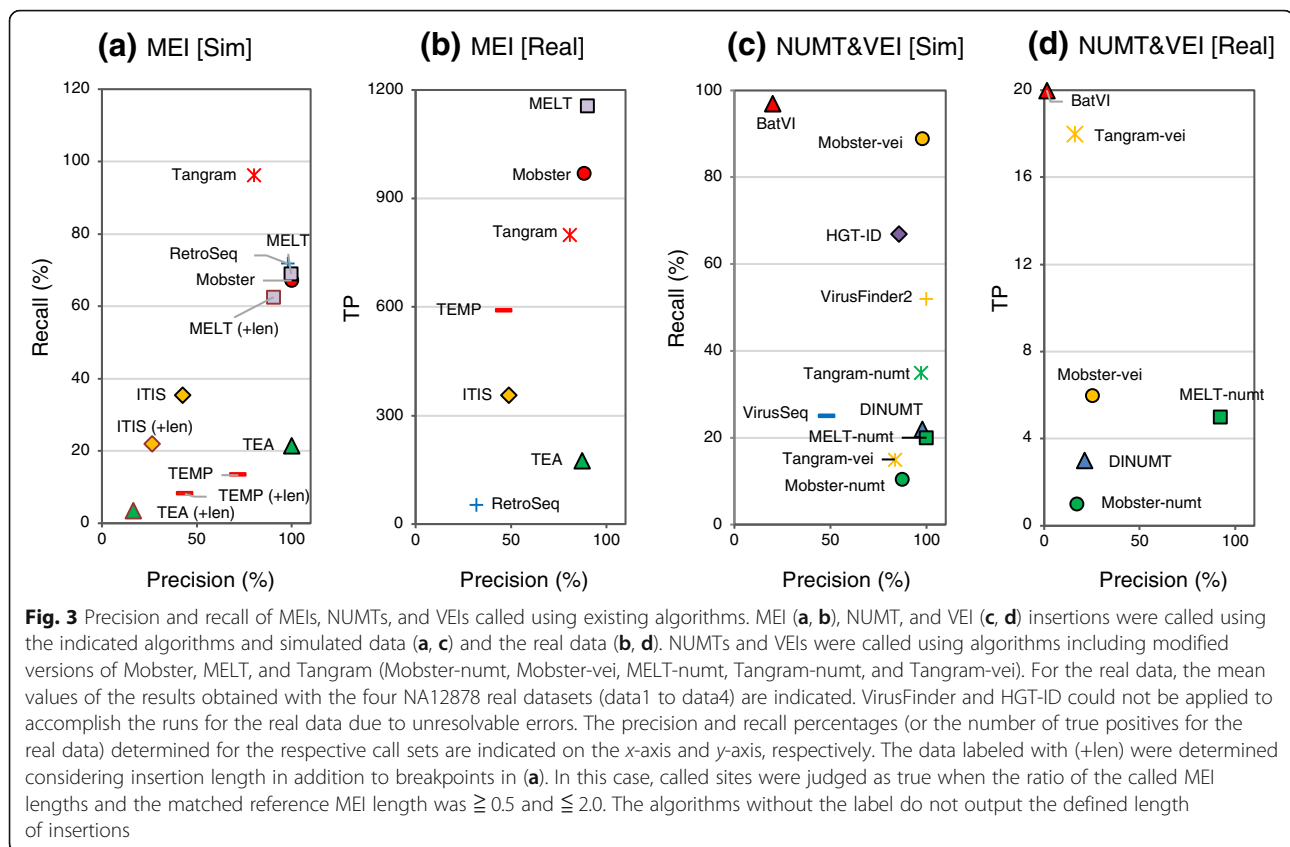 (a) MEI [Sim]
120
100
80
60
40
20
0
Recall (%)
Tangram
MELT
RetroSeq
Mobster
MELT (+len)
ITIS
ITIS (+len)
TEA
TEMP
TEMP (+len)
TEA (+len)
0
50
100
Precision (%)
(b) MEI [Real]
1200
900
600
300
0
TP
MELT
Mobster
Tangram
TEMP
ITIS
TEA
RetroSeq
0
50
100
Precision (%)
(c) NUMT&VEI [Sim]
100
80
60
40
20
0
Recall (%)
BatVI
Mobster-vei
HGT-ID
VirusFinder2
Tangram-numt
VirusSeq
DINUMT
MELT-numt
Tangram-vei
Mobster-numt
0
50
100
Precision (%)
(d) NUMT&VEI [Real]
20
16
12
8
4
0
TP
BatVI
Tangram-vei
Mobster-vei
MELT-numt
DINUMT
Mobster-numt
0
50
100
Precision (%)
Fig. 3 Precision and recall of MEIs, NUMTs, and VEIs called using existing algorithms. MEI (a, b), NUMT, and VEI (c, d) insertions were called using
the indicated algorithms and simulated data (a, c) and the real data (b, d). NUMTs and VEIs were called using algorithms including modified
versions of Mobster, MELT, and Tangram (Mobster-numt, Mobster-vei, MELT-numt, Tangram-numt, and Tangram-vei). For the real data, the mean
values of the results obtained with the four NA12878 real datasets (data1 to data4) are indicated. VirusFinder and HGT-ID could not be applied to
accomplish the runs for the real data due to unresolvable errors. The precision and recall percentages (or the number of true positives for the
real data) determined for the respective call sets are indicated on the x-axis and y-axis, respectively. The data labeled with (+len) were determined
considering insertion length in addition to breakpoints in (a). In this case, called sites were judged as true when the ratio of the called MEI
lengths and the matched reference MEI length was ≧ 0.5 and ≦ 2.0. The algorithms without the label do not output the defined length
of insertions